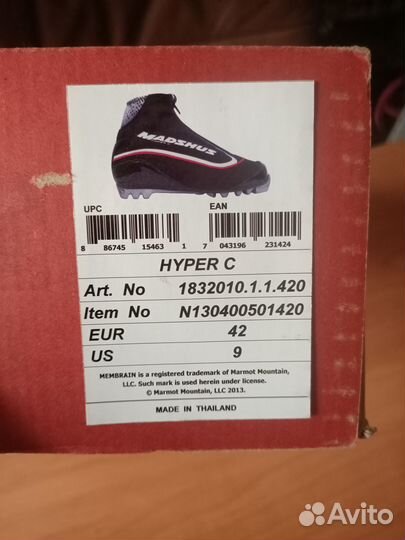 MADSHUS
UPC EAN
8 86745 15463 1 7 043196 231424
HYPER C
Art. No 1832010.1.1.420
Item No N130400501420
EUR 42
US 9
MEMBRAIN is a registered trademark of Marmot Mountain,
LLC. Such mark is used herein under license.
© Marmot Mountain, LLC 2013.
MADE IN THAILAND
Avito